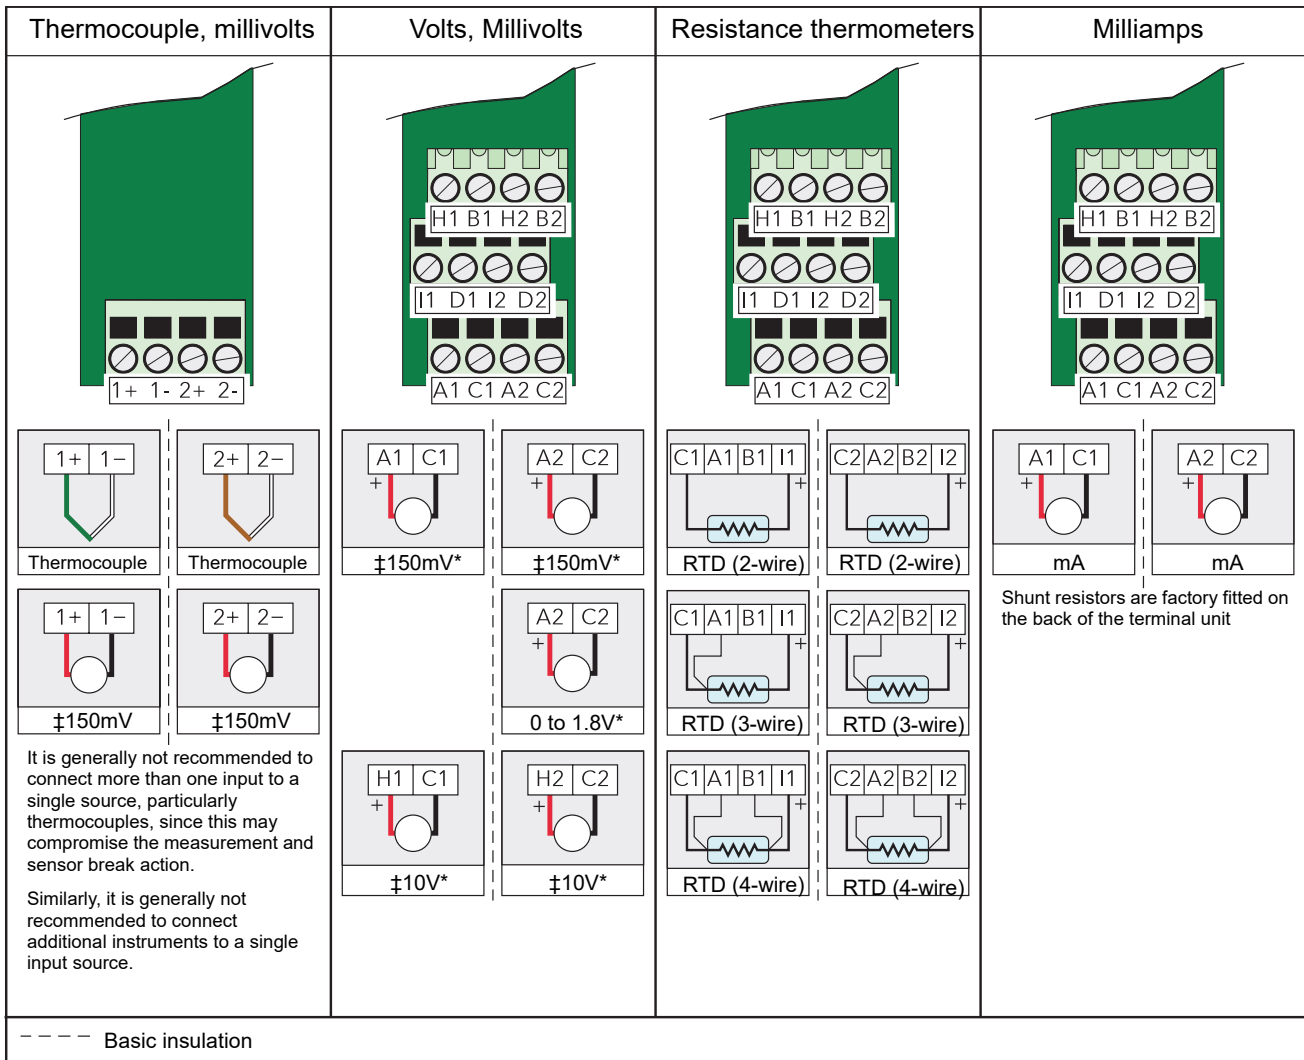 Thermocouple, millivolts
Volts, Millivolts
Resistance thermometers
Milliamps
1+ 1- 2+ 2-
H1 B1 H2 B2
I1 D1 I2 D2
A1 C1 A2 C2
H1 B1 H2 B2
I1 D1 I2 D2
A1 C1 A2 C2
H1 B1 H2 B2
I1 D1 I2 D2
A1 C1 A2 C2
1+ 1−
Thermocouple
2+ 2−
Thermocouple
1+ 1−
‡150mV
2+ 2−
‡150mV
It is generally not recommended to
connect more than one input to a
single source, particularly
thermocouples, since this may
compromise the measurement and
sensor break action.
Similarly, it is generally not
recommended to connect
additional instruments to a single
input source.
A1 C1
+
‡150mV*
A2 C2
+
‡150mV*
A2 C2
+
0 to 1.8V*
H1 C1
+
‡10V*
H2 C2
+
‡10V*
C1 A1 B1 I1
+
RTD (2-wire)
C2 A2 B2 I2
+
RTD (2-wire)
C1 A1 B1 I1
+
RTD (3-wire)
C2 A2 B2 I2
+
RTD (3-wire)
C1 A1 B1 I1
+
RTD (4-wire)
C2 A2 B2 I2
+
RTD (4-wire)
A1 C1
+
mA
A2 C2
+
mA
Shunt resistors are factory fitted on
the back of the terminal unit
Basic insulation